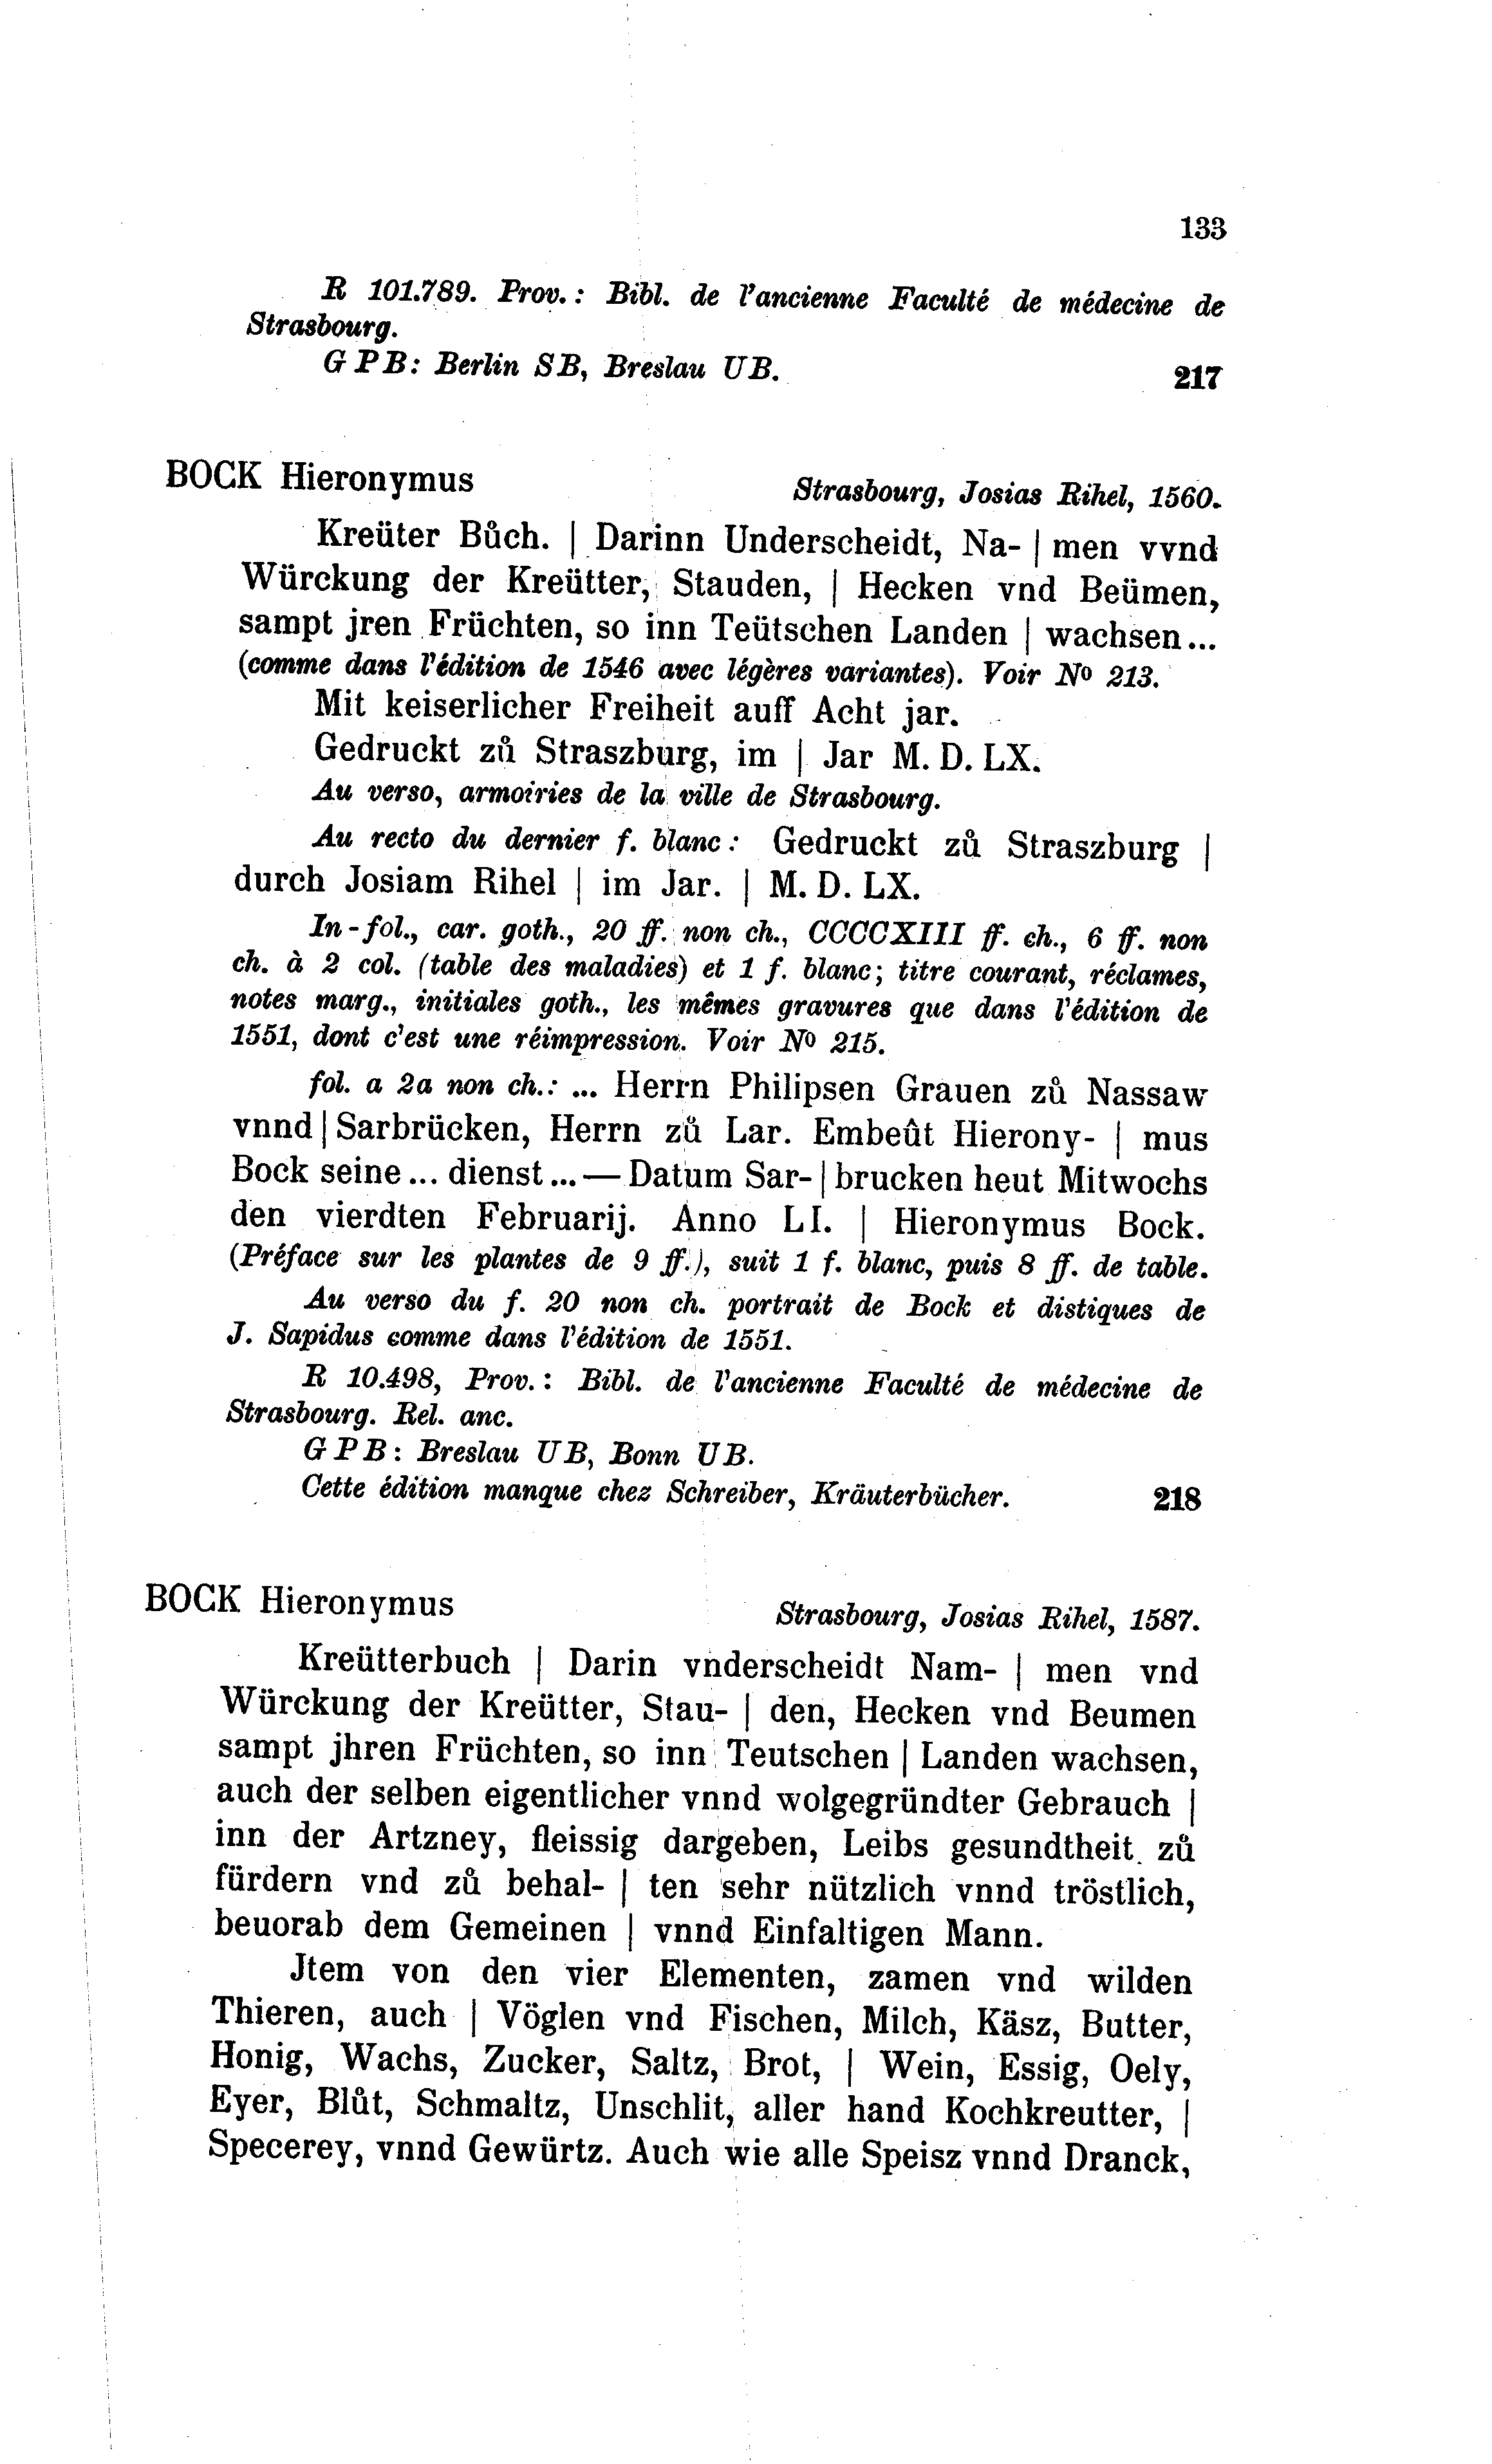 133
R 101.789. Prov.: Bibl. de l'ancienne Faculté de médecine de
Strasbourg.
G P B: Berlin SB, Breslau UB.
217
BOCK Hieronymus
Strasbourg, Josias Rihel, 1560.
Kreüter Bůch. | Darinn Underscheidt, Na- | men vvnd
Würckung der Kreütter, Stauden, | Hecken vnd Beümen,
sampt jren Früchten, so inn Teütschen Landen | wachsen...
(comme dans l'édition de 1546 avec légères variantes). Voir Nº 213.
Mit keiserlicher Freiheit auff Acht jar.
Gedruckt zů Straszburg, im | Jar M. D. LX.
Au verso, armoiries de la ville de Strasbourg.
Au recto du dernier f. blanc: Gedruckt zů Straszburg |
durch Josiam Rihel | im Jar. | M. D. LX.
In-fol., car. goth., 20 ff. non ch., CCCCXIII ff. ch., 6 ff. non
ch. à 2 col. (table des maladies) et 1 f. blanc; titre courant, réclames,
notes marg., initiales goth., les mêmes gravures que dans l'édition de
1551, dont c'est une réimpression. Voir Nº 215.
fol. a 2a non ch.: ... Herrn Philipsen Grauen zů Nassaw
vnnd | Sarbrücken, Herrn zů Lar. Embeût Hierony- | mus
Bock seine ... dienst ... — Datum Sar- | brucken heut Mitwochs
den vierdten Februarij. Anno LI. | Hieronymus Bock.
(Préface sur les plantes de 9 ff.), suit 1 f. blanc, puis 8 ff. de table.
Au verso du f. 20 non ch. portrait de Bock et distiques de
J. Sapidus comme dans l'édition de 1551.
R 10.498, Prov.: Bibl. de l'ancienne Faculté de médecine de
Strasbourg. Rel. anc.
G P B: Breslau UB, Bonn UB.
Cette édition manque chez Schreiber, Kräuterbücher.
218
BOCK Hieronymus
Strasbourg, Josias Rihel, 1587.
Kreütterbuch | Darin vnderscheidt Nam- | men vnd
Würckung der Kreütter, Stau- | den, Hecken vnd Beumen
sampt jhren Früchten, so inn Teutschen | Landen wachsen,
auch der selben eigentlicher vnnd wolgegründter Gebrauch |
inn der Artzney, fleissig dargeben, Leibs gesundtheit zů
fürdern vnd zů behal- | ten sehr nützlich vnnd tröstlich,
beuorab dem Gemeinen | vnnd Einfaltigen Mann.
Jtem von den vier Elementen, zamen vnd wilden
Thieren, auch | Vöglen vnd Fischen, Milch, Käsz, Butter,
Honig, Wachs, Zucker, Saltz, Brot, | Wein, Essig, Oely,
Eyer, Blůt, Schmaltz, Unschlit, aller hand Kochkreutter, |
Specerey, vnnd Gewürtz. Auch wie alle Speisz vnnd Dranck,